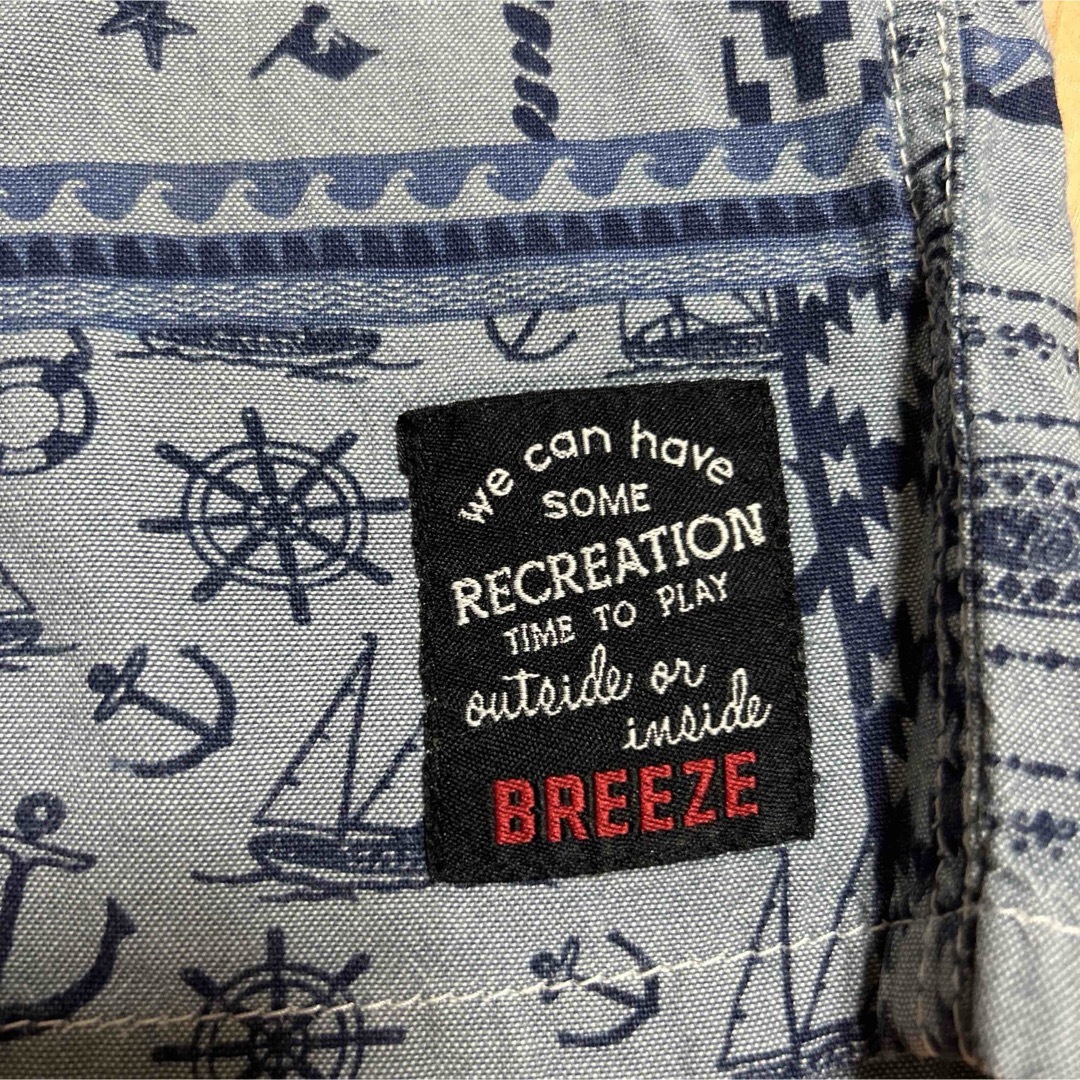 we can have
SOME
RECREATION
TIME TO PLAY
outside or
inside
BREEZE